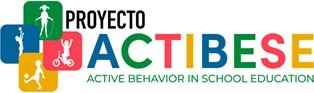 PROYECTO
ACTIBESE
ACTIVE BEHAVIOR IN SCHOOL EDUCATION